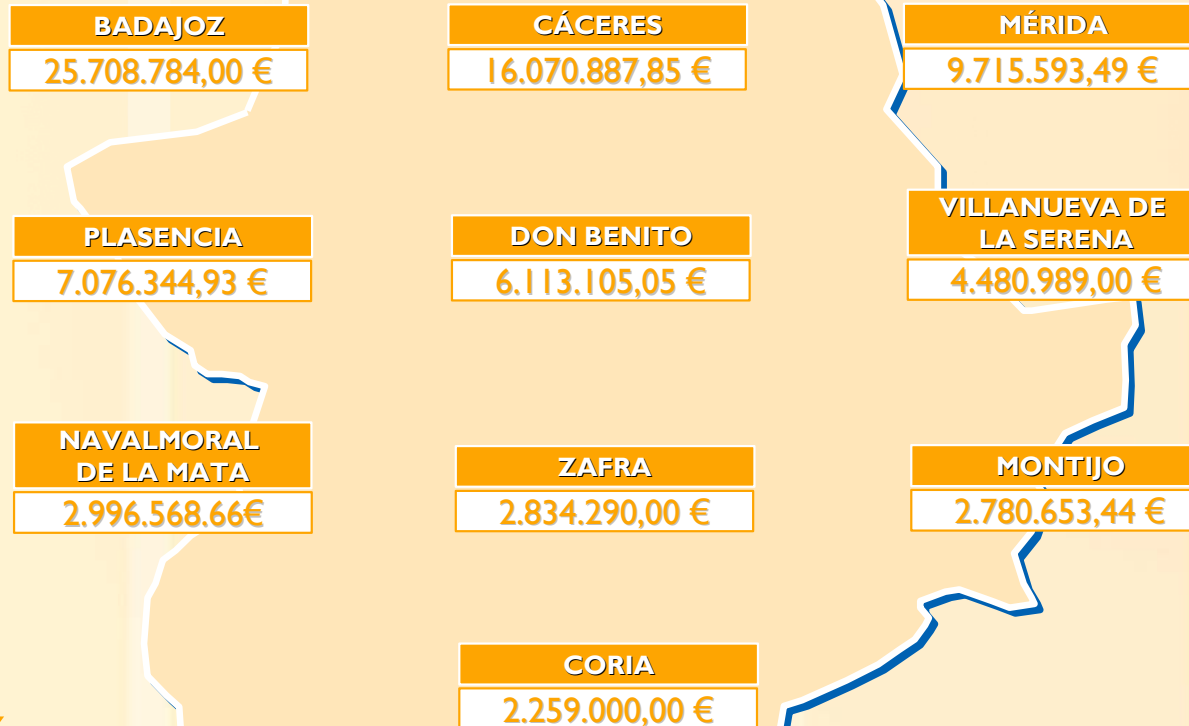 BADAJOZ
25.708.784,00 €
CÁCERES
16.070.887,85 €
MÉRIDA
9.715.593,49 €
PLASENCIA
7.076.344,93 €
DON BENITO
6.113.105,05 €
VILLANUEVA DE
LA SERENA
4.480.989,00 €
NAVALMORAL
DE LA MATA
2.996.568.66€
ZAFRA
2.834.290,00 €
MONTIJO
2.780.653,44 €
CORIA
2.259.000,00 €